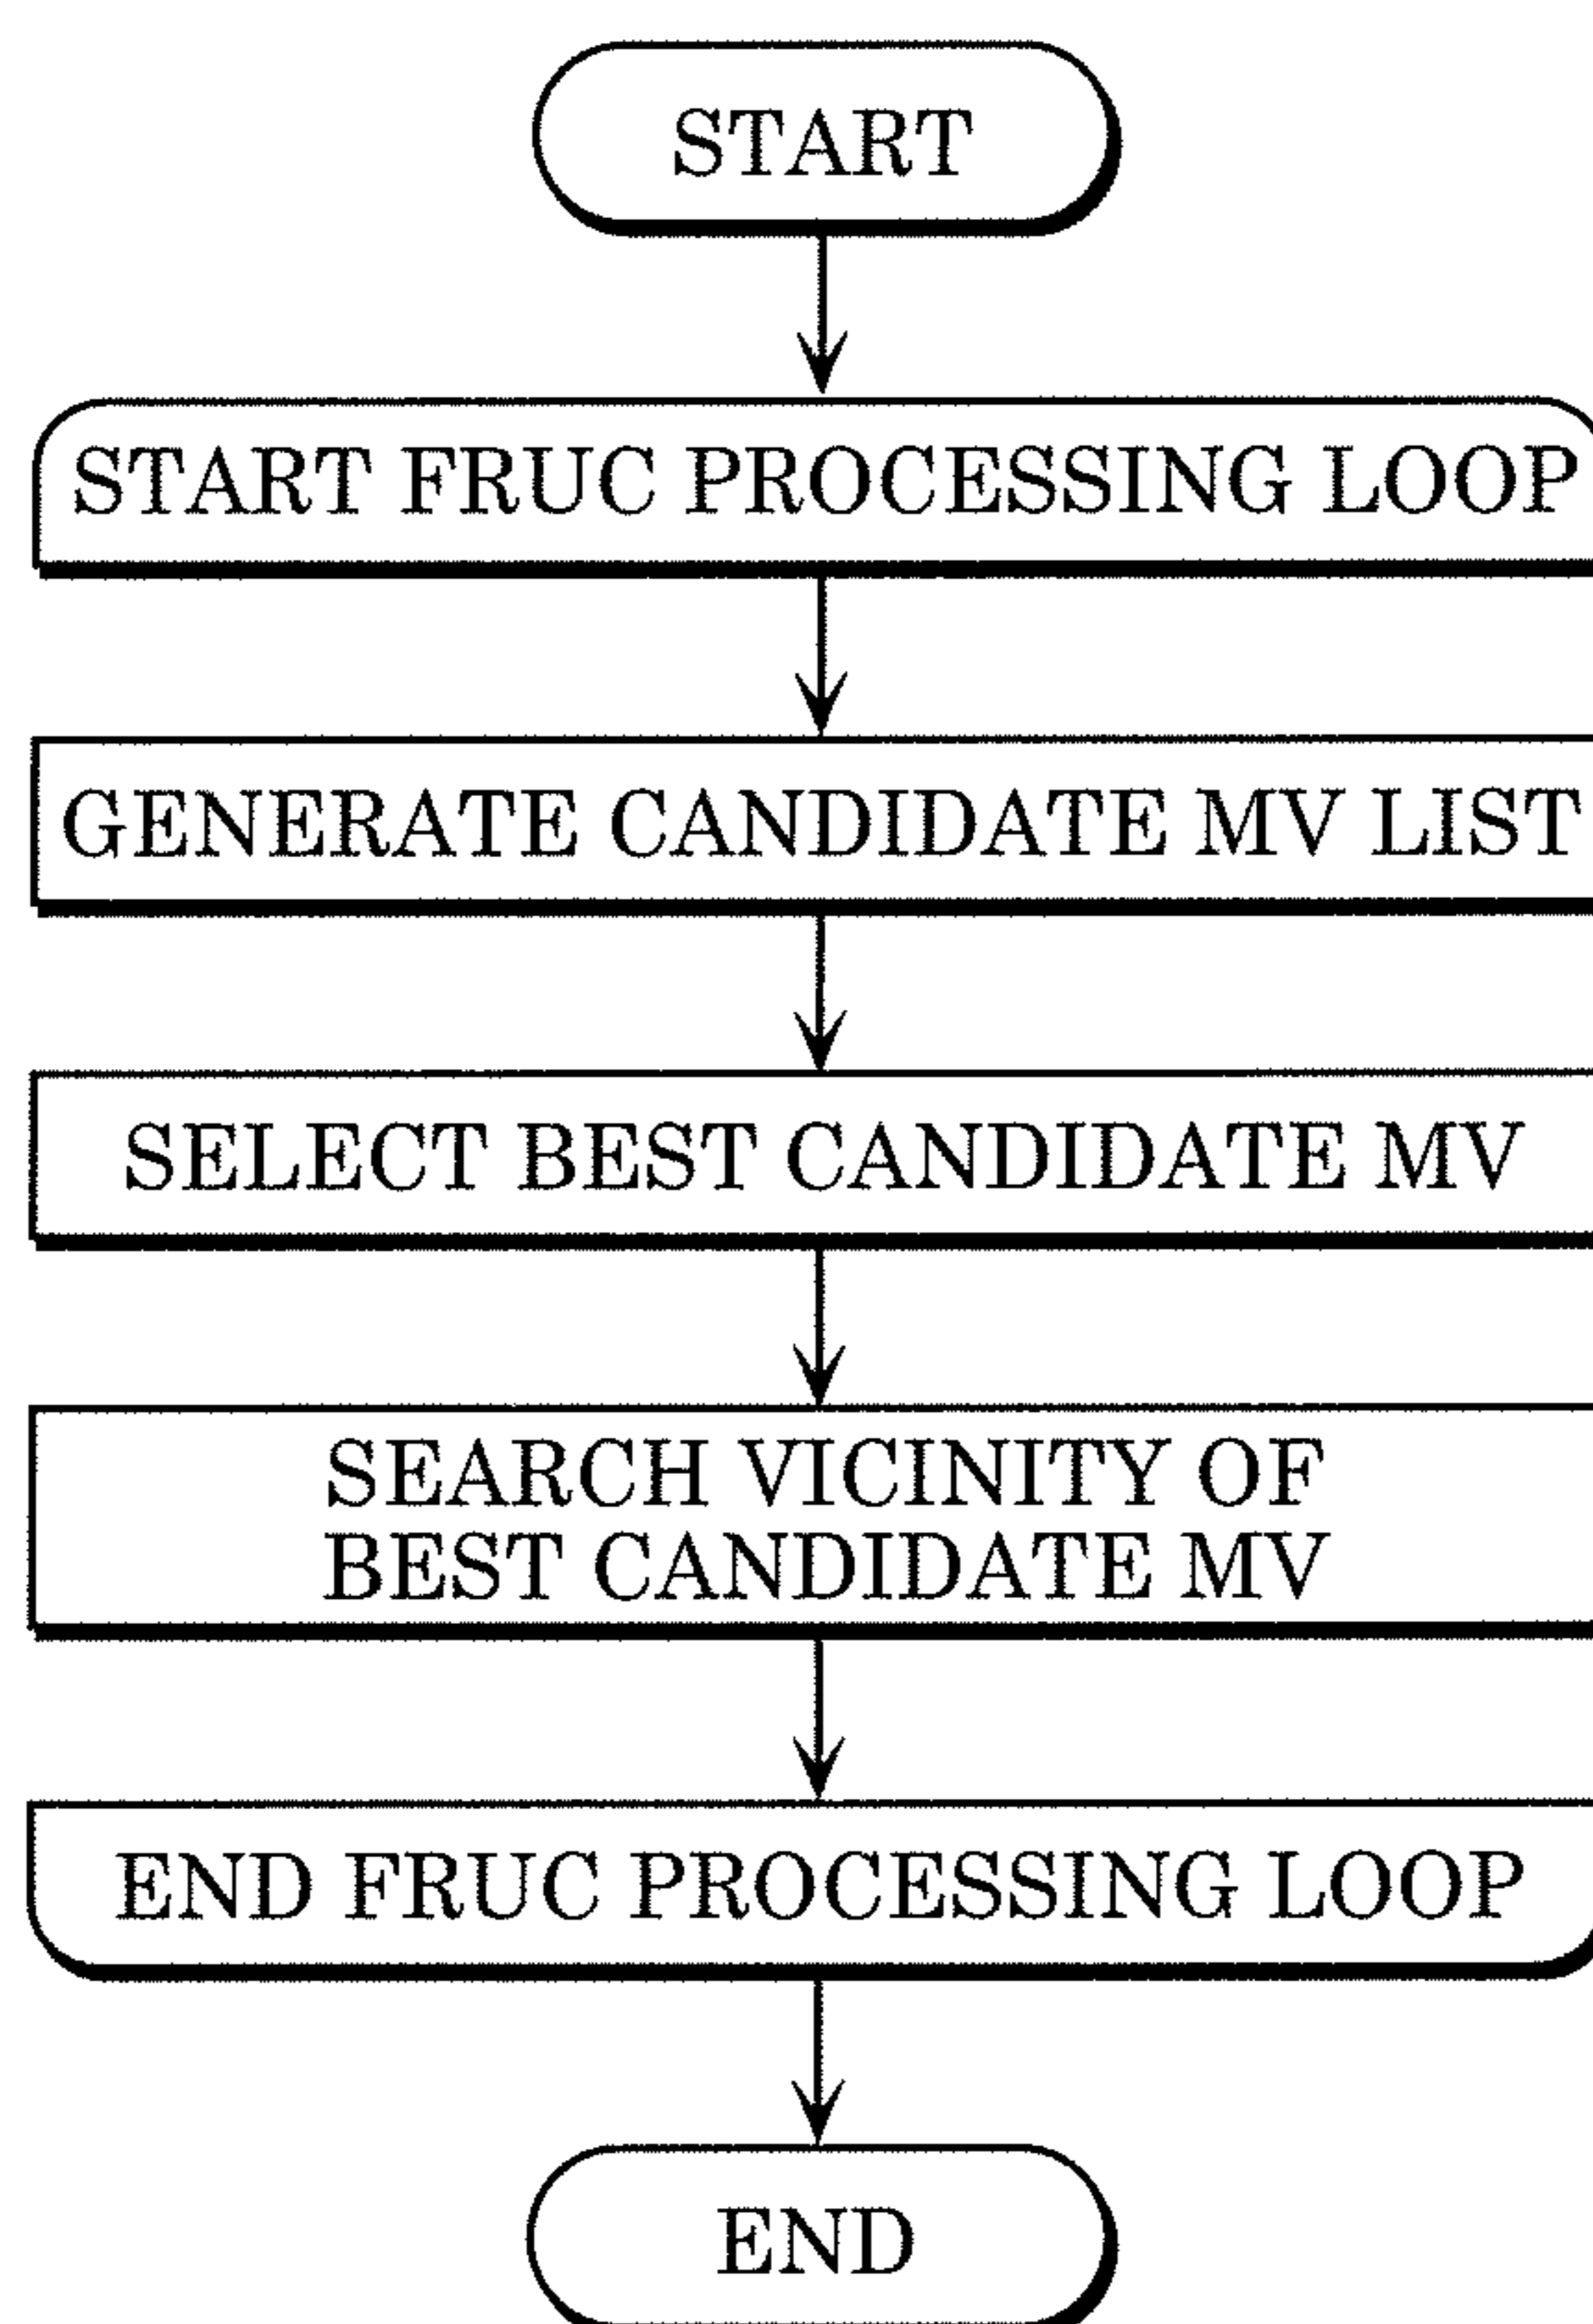 START
START FRUC PROCESSING LOOP
GENERATE CANDIDATE MV LIST
SELECT BEST CANDIDATE MV
SEARCH VICINITY OF
BEST CANDIDATE MV
END FRUC PROCESSING LOOP
END